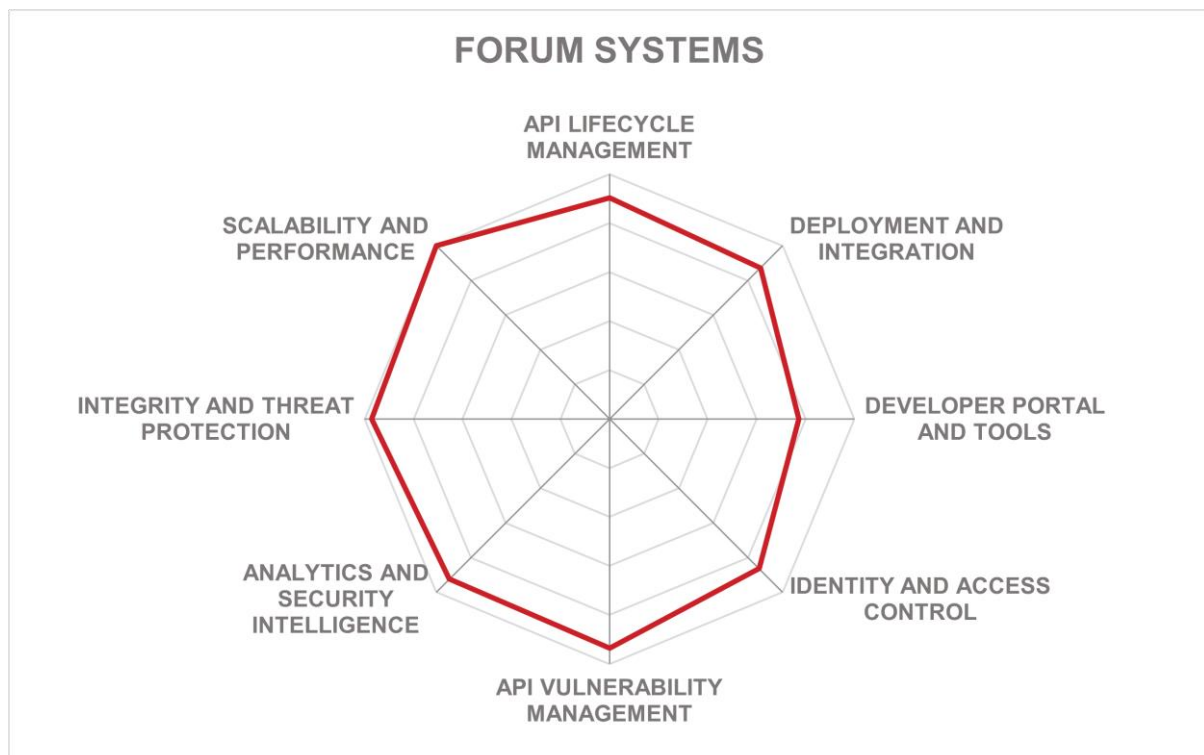 FORUM SYSTEMS
API LIFECYCLE
MANAGEMENT
SCALABILITY AND
PERFORMANCE
DEPLOYMENT AND
INTEGRATION
INTEGRITY AND THREAT
PROTECTION
DEVELOPER PORTAL
AND TOOLS
ANALYTICS AND
SECURITY
INTELLIGENCE
IDENTITY AND ACCESS
CONTROL
API VULNERABILITY
MANAGEMENT